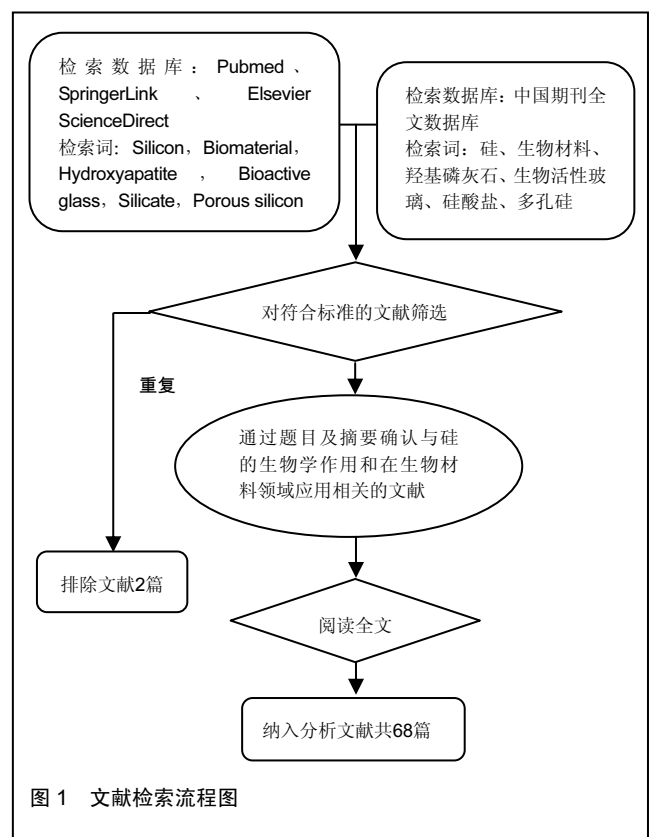 检索数据库：Pubmed、
SpringerLink、Elsevier
ScienceDirect
检索词：Silicon，Biomaterial，
Hydroxyapatite，Bioactive
glass，Silicate，Porous silicon
检索数据库：中国期刊全
文数据库
检索词：硅、生物材料、
羟基磷灰石、生物活性玻
璃、硅酸盐、多孔硅
对符合标准的文献筛选
重复
通过题目及摘要确认与硅
的生物学作用和在生物材
料领域应用相关的文献
排除文献2篇
阅读全文
纳入分析文献共68篇
图 1 文献检索流程图